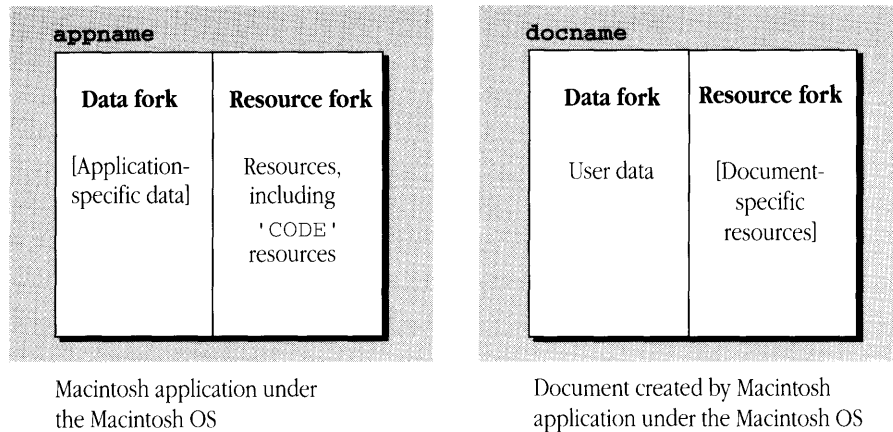 appname
Data fork
Resource fork
[Application-
specific data]
Resources,
including
'CODE'
resources
Macintosh application under
the Macintosh OS
docname
Data fork
Resource fork
User data
[Document-
specific
resources]
Document created by Macintosh
application under the Macintosh OS